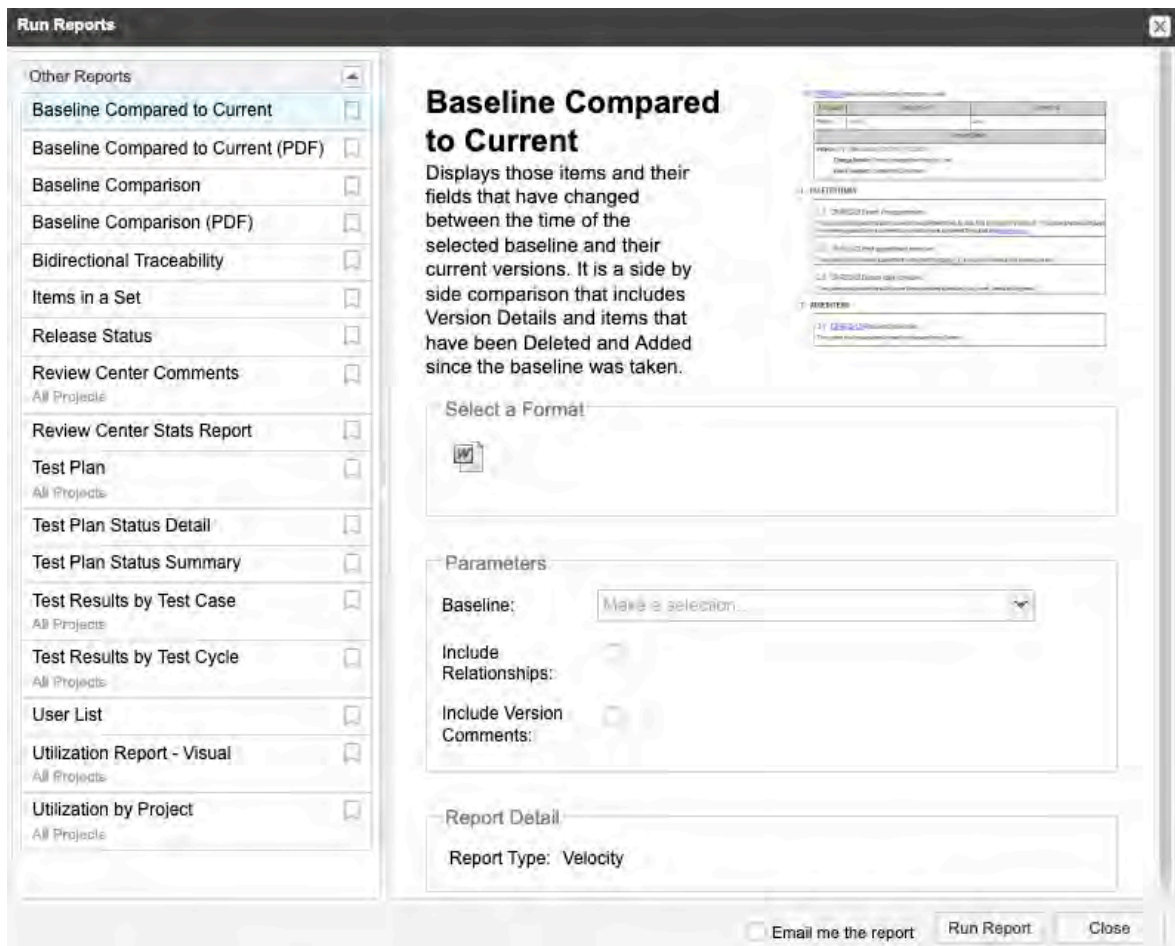 Run Reports
Other Reports
Baseline Compared to Current
Baseline Compared to Current (PDF)
Baseline Comparison
Baseline Comparison (PDF)
Bidirectional Traceability
Items in a Set
Release Status
Review Center Comments
All Projects
Review Center Stats Report
Test Plan
All Projects
Test Plan Status Detail
Test Plan Status Summary
Test Results by Test Case
All Projects
Test Results by Test Cycle
All Projects
User List
Utilization Report - Visual
All Projects
Utilization by Project
All Projects
Baseline Compared
to Current
Displays those items and their
fields that have changed
between the time of the
selected baseline and their
current versions. It is a side by
side comparison that includes
Version Details and items that
have been Deleted and Added
since the baseline was taken.
Select a Format
W
Parameters
Baseline:
Make a selection...
Include
Relationships:
Include Version
Comments:
Report Detail
Report Type: Velocity
Email me the report
Run Report
Close